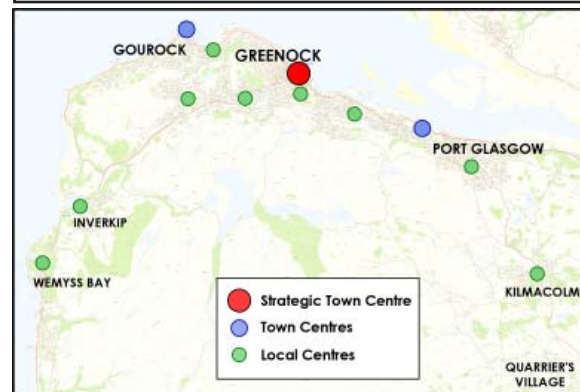 GOUROCK
GREENOCK
PORT GLASGOW
INVERKIP
WEMYSS BAY
KILMACOLM
Strategic Town Centre
Town Centres
Local Centres
QUARRIER'S
VILLAGE